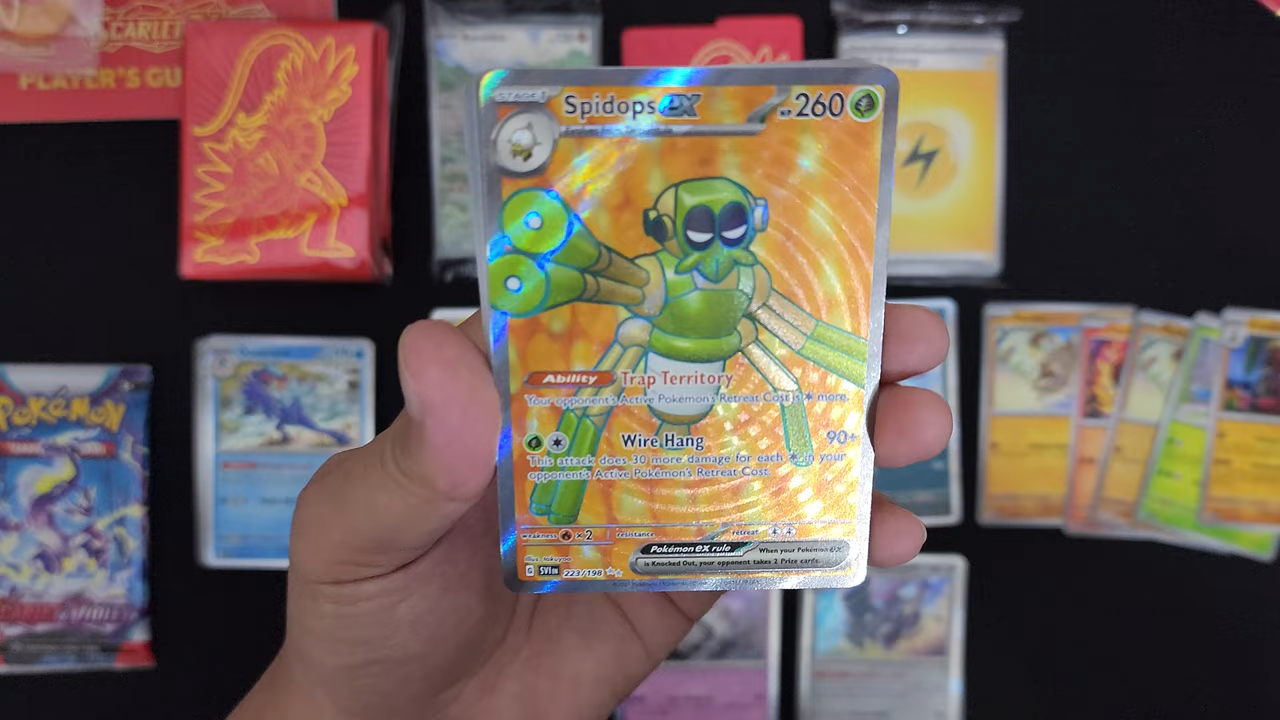 SCARLET
PLAYER'S GU
STAGE 1
Spidops ex
HP 260
Ability Trap Territory
Your opponent's Active Pokémon's Retreat Cost is more.
Wire Hang 90+
This attack does 30 more damage for each in your
opponent's Active Pokémon's Retreat Cost.
weakness ×2 resistance retreat
Pokémon ex rule When your Pokémon ex
is Knocked Out, your opponent takes 2 Prize cards.
Illus. takuyoa
G SVI EN 223/198
POKÉMON